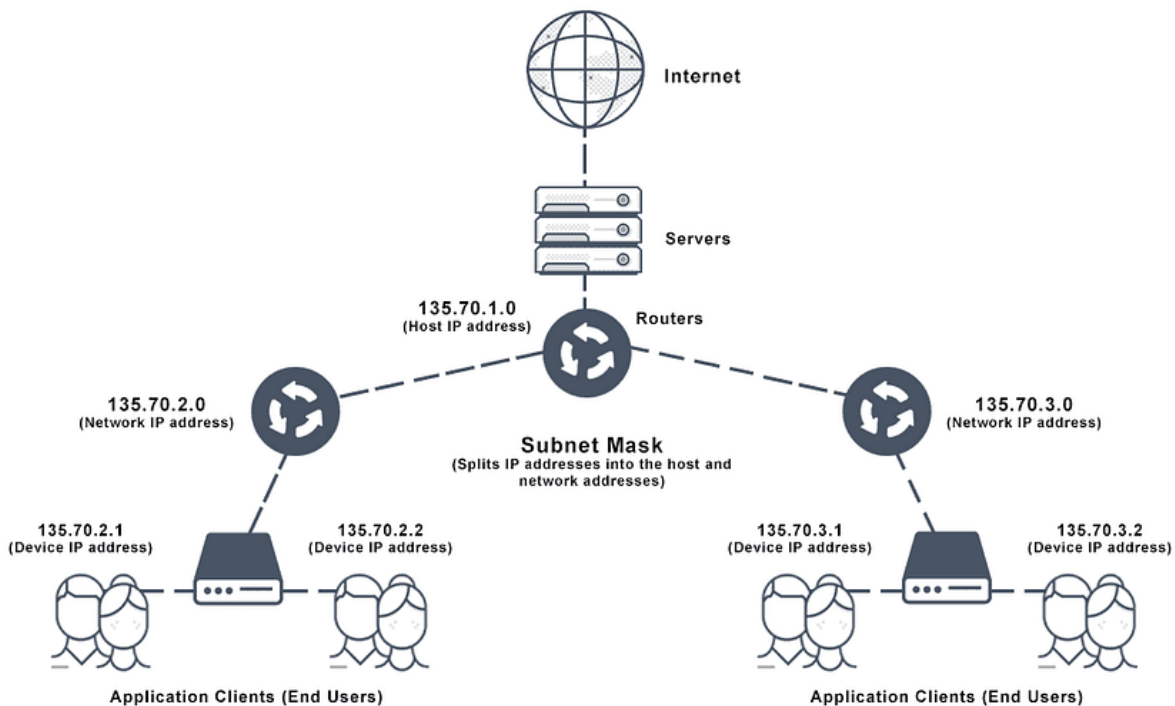 Internet
Servers
135.70.1.0
(Host IP address)
Routers
135.70.2.0
(Network IP address)
135.70.3.0
(Network IP address)
Subnet Mask
(Splits IP addresses into the host and
network addresses)
135.70.2.1
(Device IP address)
135.70.2.2
(Device IP address)
135.70.3.1
(Device IP address)
135.70.3.2
(Device IP address)
Application Clients (End Users)
Application Clients (End Users)